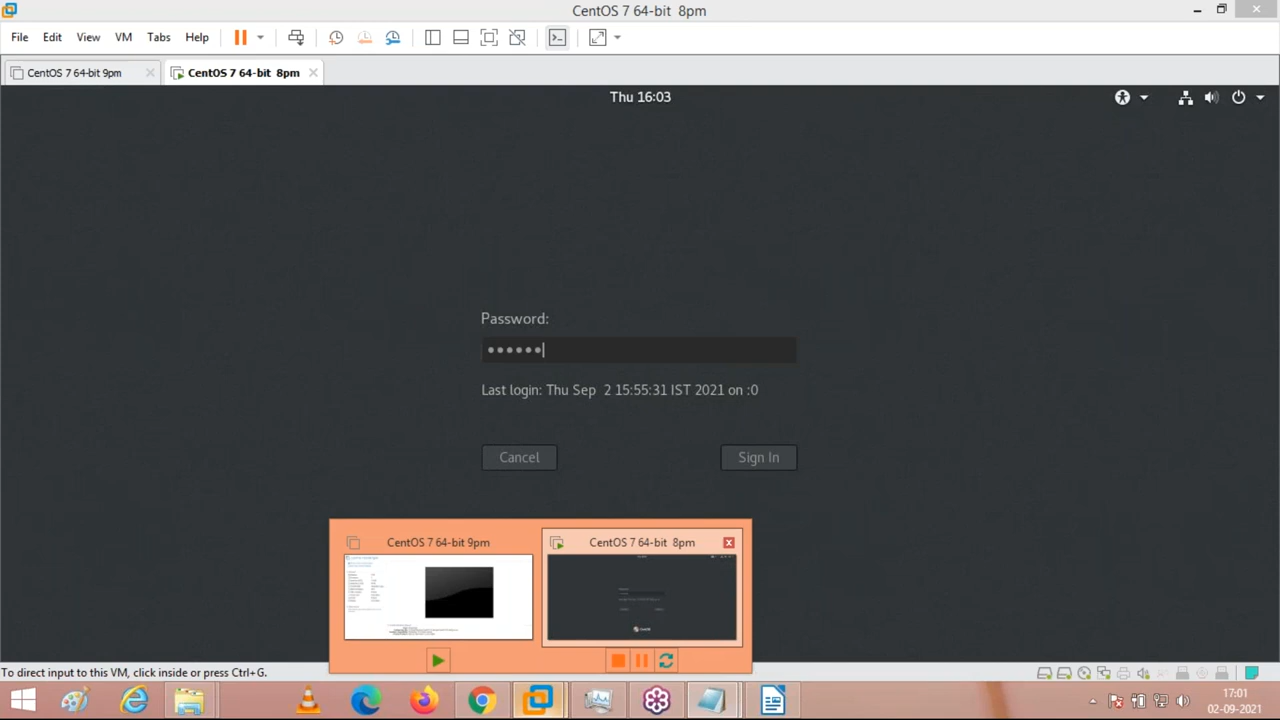 CentOS 7 64-bit 8pm
File Edit View VM Tabs Help
CentOS 7 64-bit 9pm
CentOS 7 64-bit 8pm
Thu 16:03
Password:
Last login: Thu Sep 2 15:55:31 IST 2021 on :0
Cancel
Sign In
CentOS 7 64-bit 9pm
CentOS 7 64-bit 8pm
To direct input to this VM, click inside or press Ctrl+G.
17:01
02-09-2021